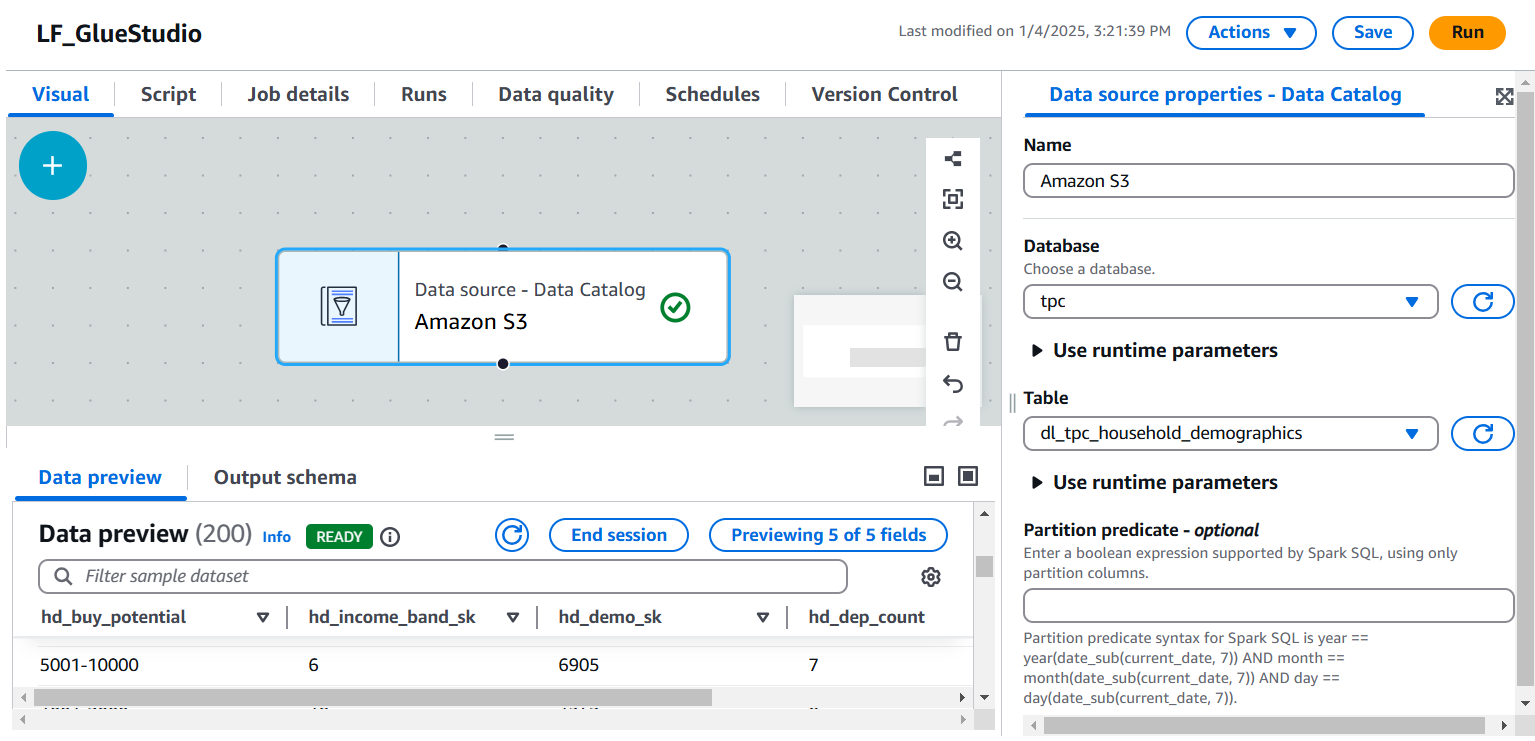 LF_GlueStudio
Last modified on 1/4/2025, 3:21:39 PM
Actions
Save
Run
Visual
Script
Job details
Runs
Data quality
Schedules
Version Control
Data source - Data Catalog
Amazon S3
Data preview
Output schema
Data preview (200) Info READY
End session
Previewing 5 of 5 fields
Filter sample dataset
hd_buy_potential
hd_income_band_sk
hd_demo_sk
hd_dep_count
5001-10000
6
6905
7
Data source properties - Data Catalog
Name
Amazon S3
Database
Choose a database.
tpc
Use runtime parameters
Table
dl_tpc_household_demographics
Use runtime parameters
Partition predicate - optional
Enter a boolean expression supported by Spark SQL, using only
partition columns.
Partition predicate syntax for Spark SQL is year ==
year(date_sub(current_date, 7)) AND month ==
month(date_sub(current_date, 7)) AND day ==
day(date_sub(current_date, 7)).